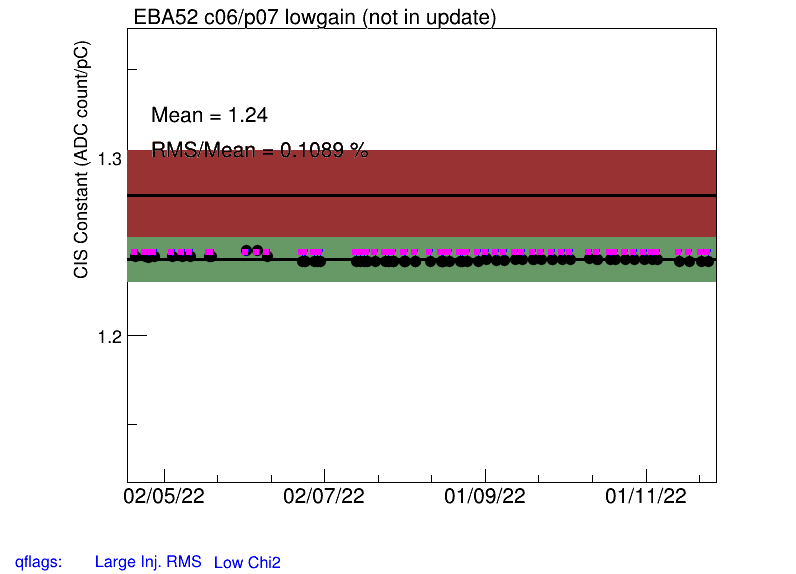 EBA52 c06/p07 lowgain (not in update)
CIS Constant (ADC count/pC)
Mean = 1.24
RMS/Mean = 0.1089 %
1.3
1.2
02/05/22 02/07/22 01/09/22 01/11/22
qflags: Large Inj. RMS Low Chi2